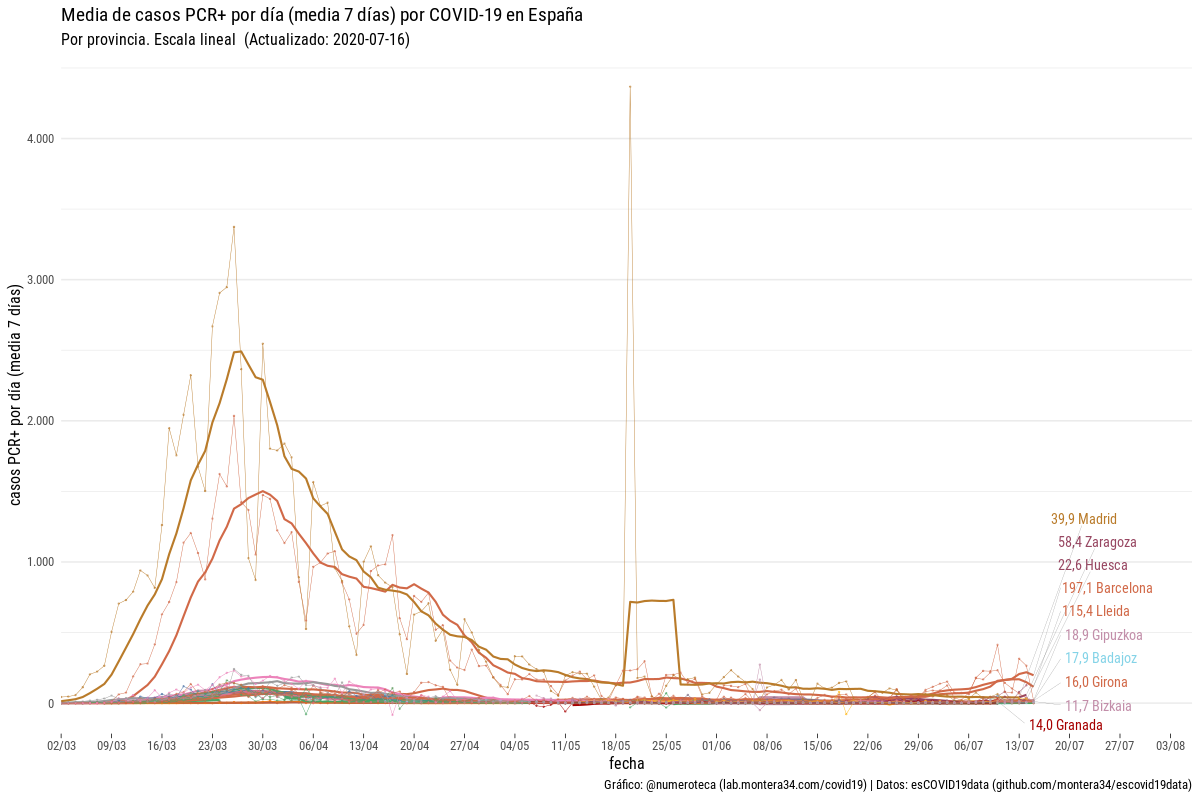 Media de casos PCR+ por día (media 7 días) por COVID-19 en España
Por provincia. Escala lineal (Actualizado: 2020-07-16)
casos PCR+ por día (media 7 días)
4.000
3.000
2.000
1.000
0
39,9 Madrid
58,4 Zaragoza
22,6 Huesca
197,1 Barcelona
115,4 Lleida
18,9 Gipuzkoa
17,9 Badajoz
16,0 Girona
11,7 Bizkaia
14,0 Granada
02/03 09/03 16/03 23/03 30/03 06/04 13/04 20/04 27/04 04/05 11/05 18/05 25/05 01/06 08/06 15/06 22/06 29/06 06/07 13/07 20/07 27/07 03/08
fecha
Gráfico: @numeroteca (lab.montera34.com/covid19) | Datos: esCOVID19data (github.com/montera34/escovid19data)